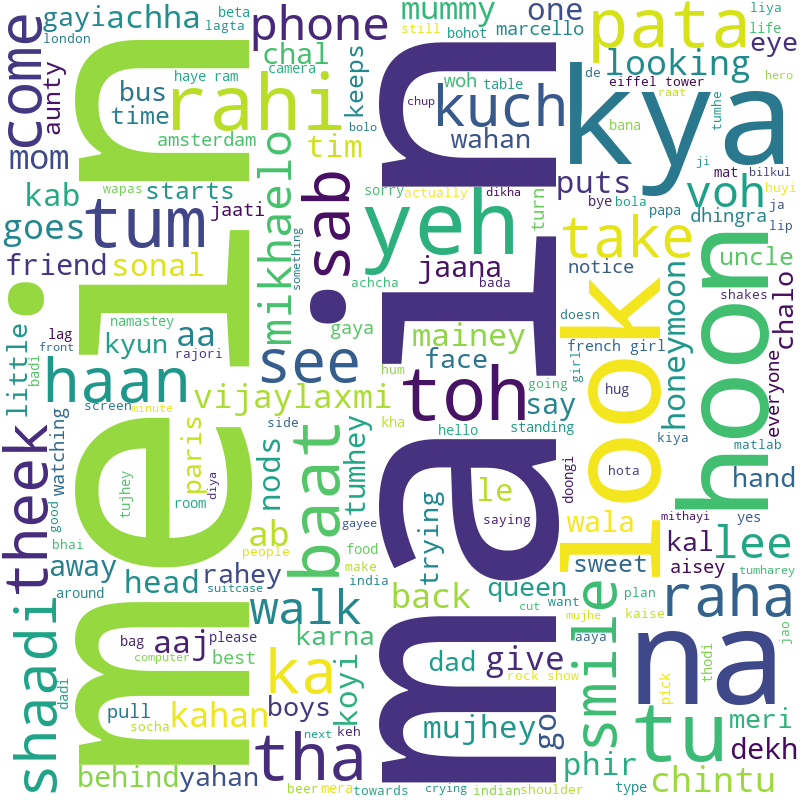 come
gayi
beta
lagta
achha
london
phone
mummy
still
bohot
one
marcello
pata
liya
life
eye
aunty
chal
haye ram
camera
keeps
woh
table
looking
de
eiffel tower
hero
raat
bus
time
rahi
chup
kuch
kya
tumhe
mom
amsterdam
tim
bolo
wahan
bana
ji
mat
bilkul
kab
wapas
starts
jaati
sab
sorry
actually
dikha
puts
bye
bola
papa
voh
huyi
ja
dhingra
lip
goes
tum
mikhaelo
something
yeh
turn
take
friend
sonal
jaana
notice
uncle
achcha
bada
shakes
mein
main
honeymoon
hoon
chalo
namastey
aa
gaya
mainey
doesn
look
lag
front
kyun
rajori
hum
face
french girl
girl
little
badi
haan
see
going
hug
everyone
vijaylaxmi
toh
say
screen
minute
kha
side
hello
standing
kiya
matlab
theek
watching
paris
nods
baat
tumhey
doongi
hota
hand
good
tujhey
room
diya
le
saying
trying
mithayi
yes
bhai
ab
people
gayee
wala
kal
lee
away
food
make
india
sweet
aisey
tumharey
around
head
rahey
suitcase
back
queen
cut
want
plan
mujhe
kaise
raha
shaadi
dadi
walk
aaya
smile
na
jao
bag
aaj
please
karna
koyi
dad
give
rock show
thodi
computer
best
ka
pick
pull
kahan
boys
mujhey
go
tu
meri
socha
next
keh
tha
phir
dekh
behind
yahan
beer
mera
towards
crying
indian
shoulder
type
chintu